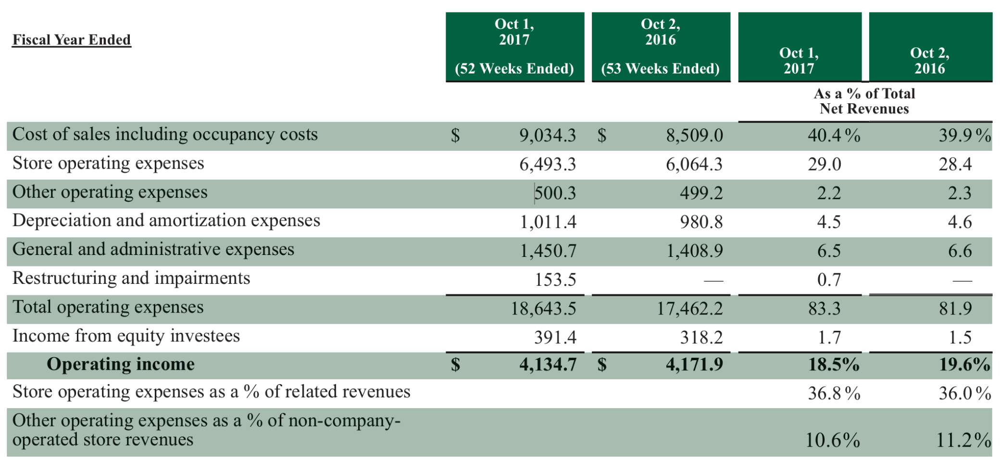 Fiscal Year Ended
Oct 1,
2017
(52 Weeks Ended)
Oct 2,
2016
(53 Weeks Ended)
Oct 1,
2017
Oct 2,
2016
As a % of Total
Net Revenues
Cost of sales including occupancy costs $ 9,034.3 $ 8,509.0 40.4 % 39.9 %
Store operating expenses 6,493.3 6,064.3 29.0 28.4
Other operating expenses 500.3 499.2 2.2 2.3
Depreciation and amortization expenses 1,011.4 980.8 4.5 4.6
General and administrative expenses 1,450.7 1,408.9 6.5 6.6
Restructuring and impairments 153.5 — 0.7 —
Total operating expenses 18,643.5 17,462.2 83.3 81.9
Income from equity investees 391.4 318.2 1.7 1.5
Operating income $ 4,134.7 $ 4,171.9 18.5% 19.6%
Store operating expenses as a % of related revenues 36.8 % 36.0 %
Other operating expenses as a % of non-company-
operated store revenues 10.6% 11.2%